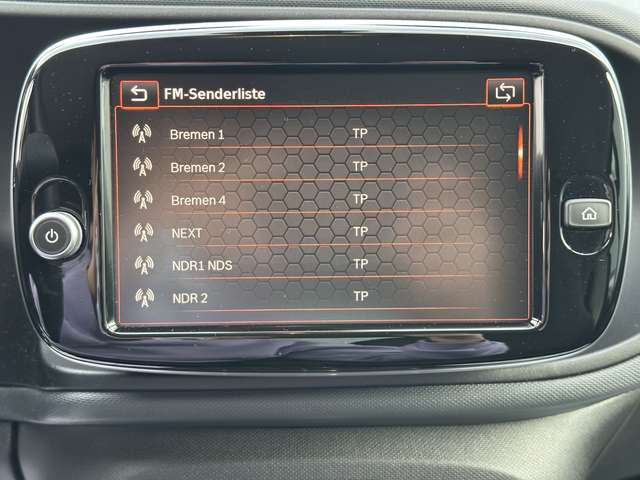 FM-Senderliste
Bremen 1 TP
Bremen 2 TP
Bremen 4 TP
NEXT TP
NDR1 NDS TP
NDR 2 TP